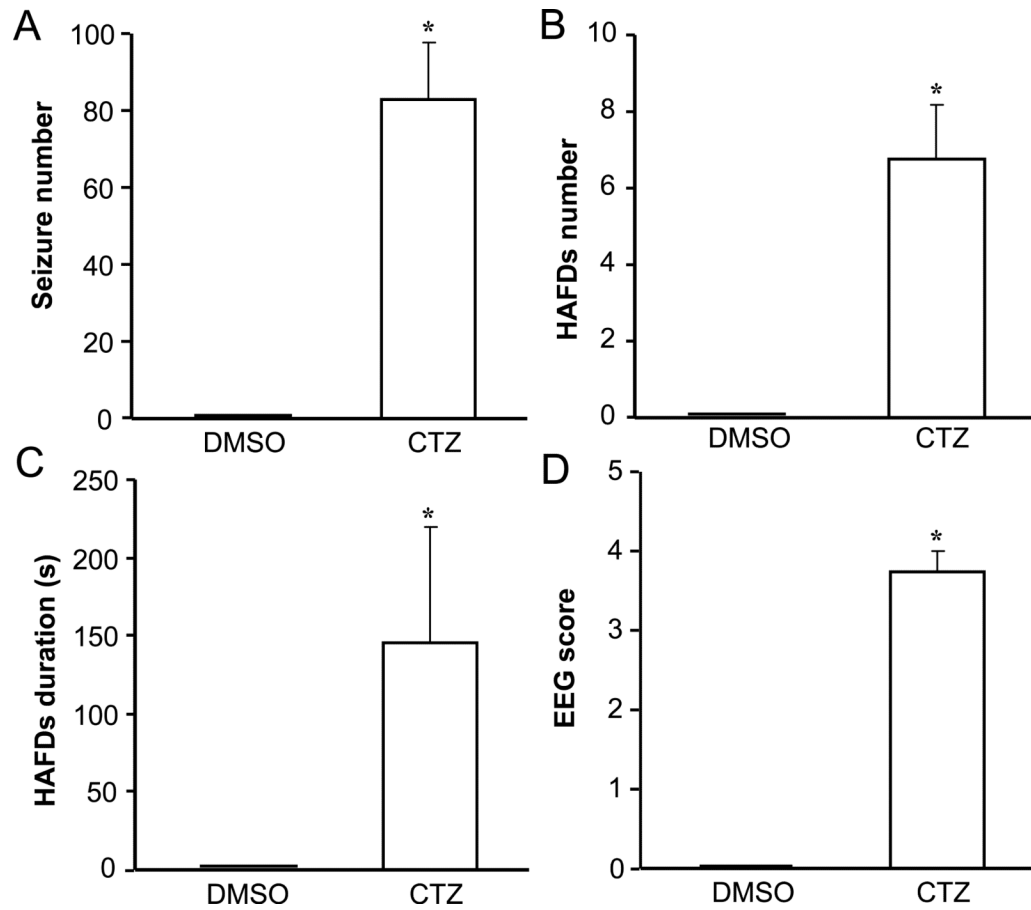 A
Seizure number
100
80
60
40
20
0
*
DMSO CTZ
B
HAFDs number
10
8
6
4
2
0
*
DMSO CTZ
C
HAFDs duration (s)
250
200
150
100
50
0
*
DMSO CTZ
D
EEG score
5
4
3
2
1
0
*
DMSO CTZ